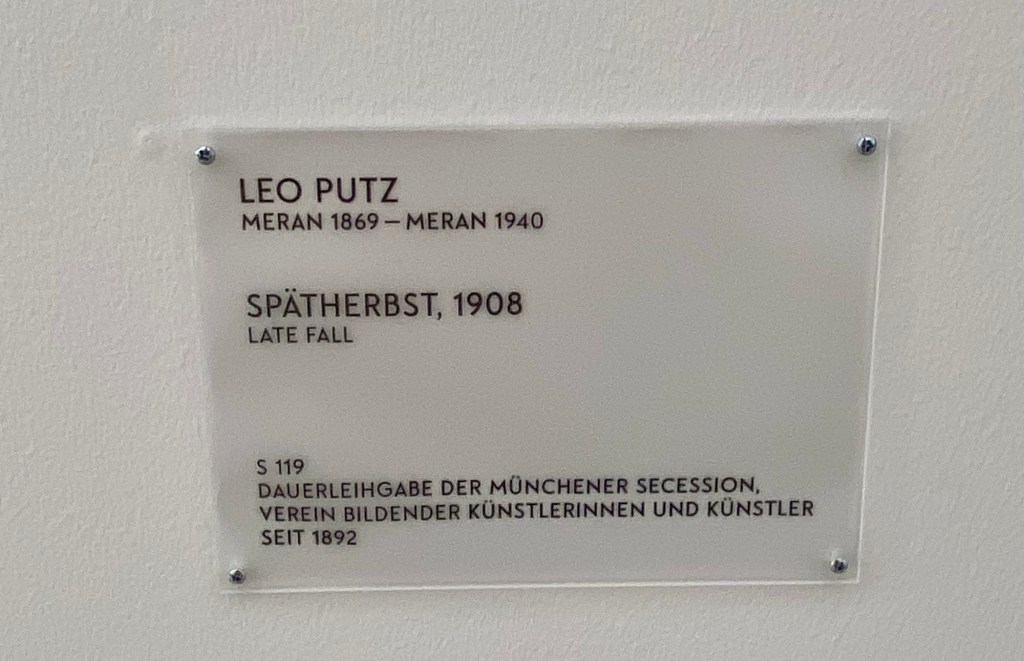 LEO PUTZ
MERAN 1869 – MERAN 1940
SPÄTHERBST, 1908
LATE FALL
S 119
DAUERLEIHGABE DER MÜNCHENER SECESSION,
VEREIN BILDENDER KÜNSTLERINNEN UND KÜNSTLER
SEIT 1892